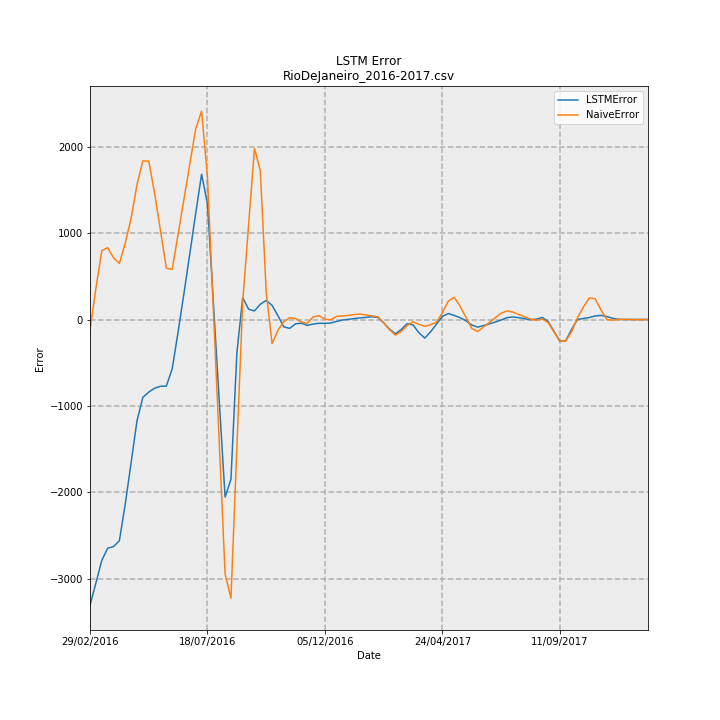 LSTM Error
RioDeJaneiro_2016-2017.csv
LSTMError
NaiveError
2000
1000
0
−1000
−2000
−3000
Error
29/02/2016
18/07/2016
05/12/2016
24/04/2017
11/09/2017
Date